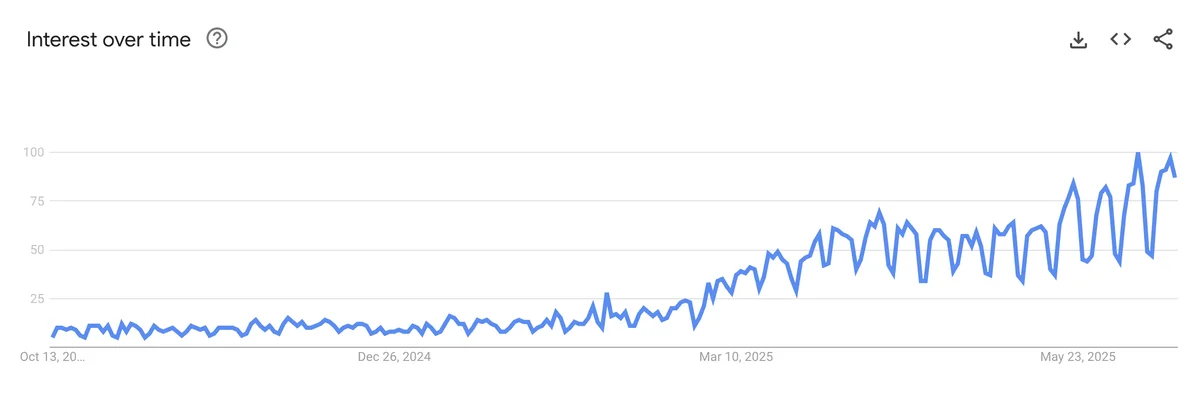 Interest over time
100
75
50
25
Oct 13, 20...
Dec 26, 2024
Mar 10, 2025
May 23, 2025